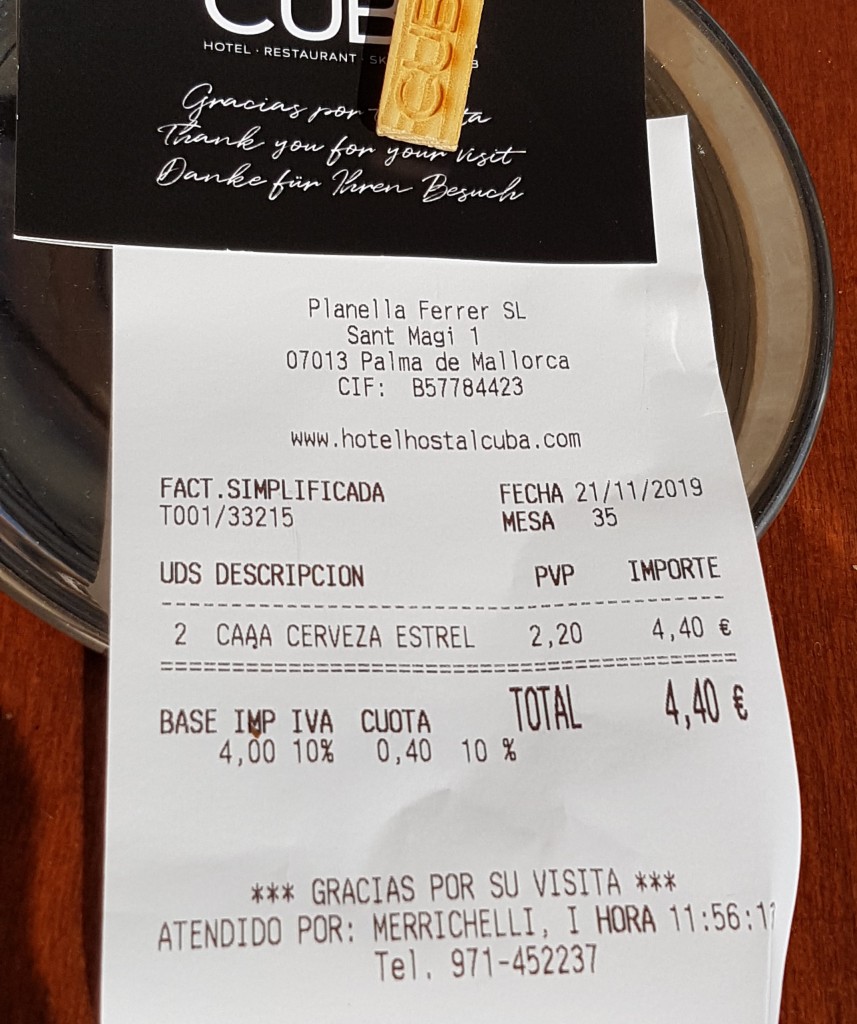 HOTEL · RESTAURANT
CUB
Gracias por
Thank you for your visit
Danke für Ihren Besuch
Planella Ferrer SL
Sant Magi 1
07013 Palma de Mallorca
CIF: B57784423
www.hotelhostalcuba.com
FACT.SIMPLIFICADA FECHA 21/11/2019
T001/33215 MESA 35
UDS DESCRIPCION PVP IMPORTE
2 CAÑA CERVEZA ESTREL 2,20 4,40 €
TOTAL 4,40 €
BASE IMP IVA CUOTA
4,00 10% 0,40 10 %
*** GRACIAS POR SU VISITA ***
ATENDIDO POR: MERRICHELLI, I HORA 11:56:1
Tel. 971-452237